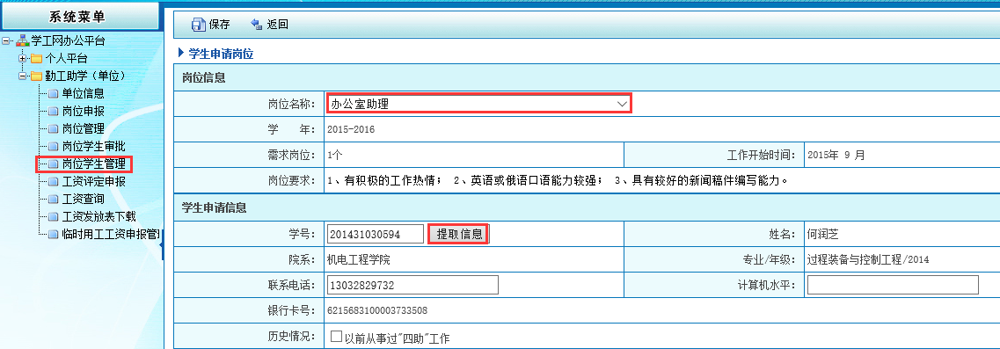 系统菜单
学工网办公平台
个人平台
勤工助学（单位）
单位信息
岗位申报
岗位管理
岗位学生审批
岗位学生管理
工资评定申报
工资查询
工资发放表下载
临时用工工资申报管理
保存 返回
学生申请岗位
岗位信息
岗位名称： 办公室助理
学 年： 2015-2016
需求岗位： 1个 工作开始时间： 2015年 9 月
岗位要求： 1、有积极的工作热情； 2、英语或俄语口语能力较强； 3、具有较好的新闻稿件编写能力。
学生申请信息
学号： 201431030594 提取信息 姓名： 何润芝
院系： 机电工程学院 专业/年级： 过程装备与控制工程/2014
联系电话： 13032829732 计算机水平：
银行卡号： 6215683100003733508
历史情况： 以前从事过"四助"工作